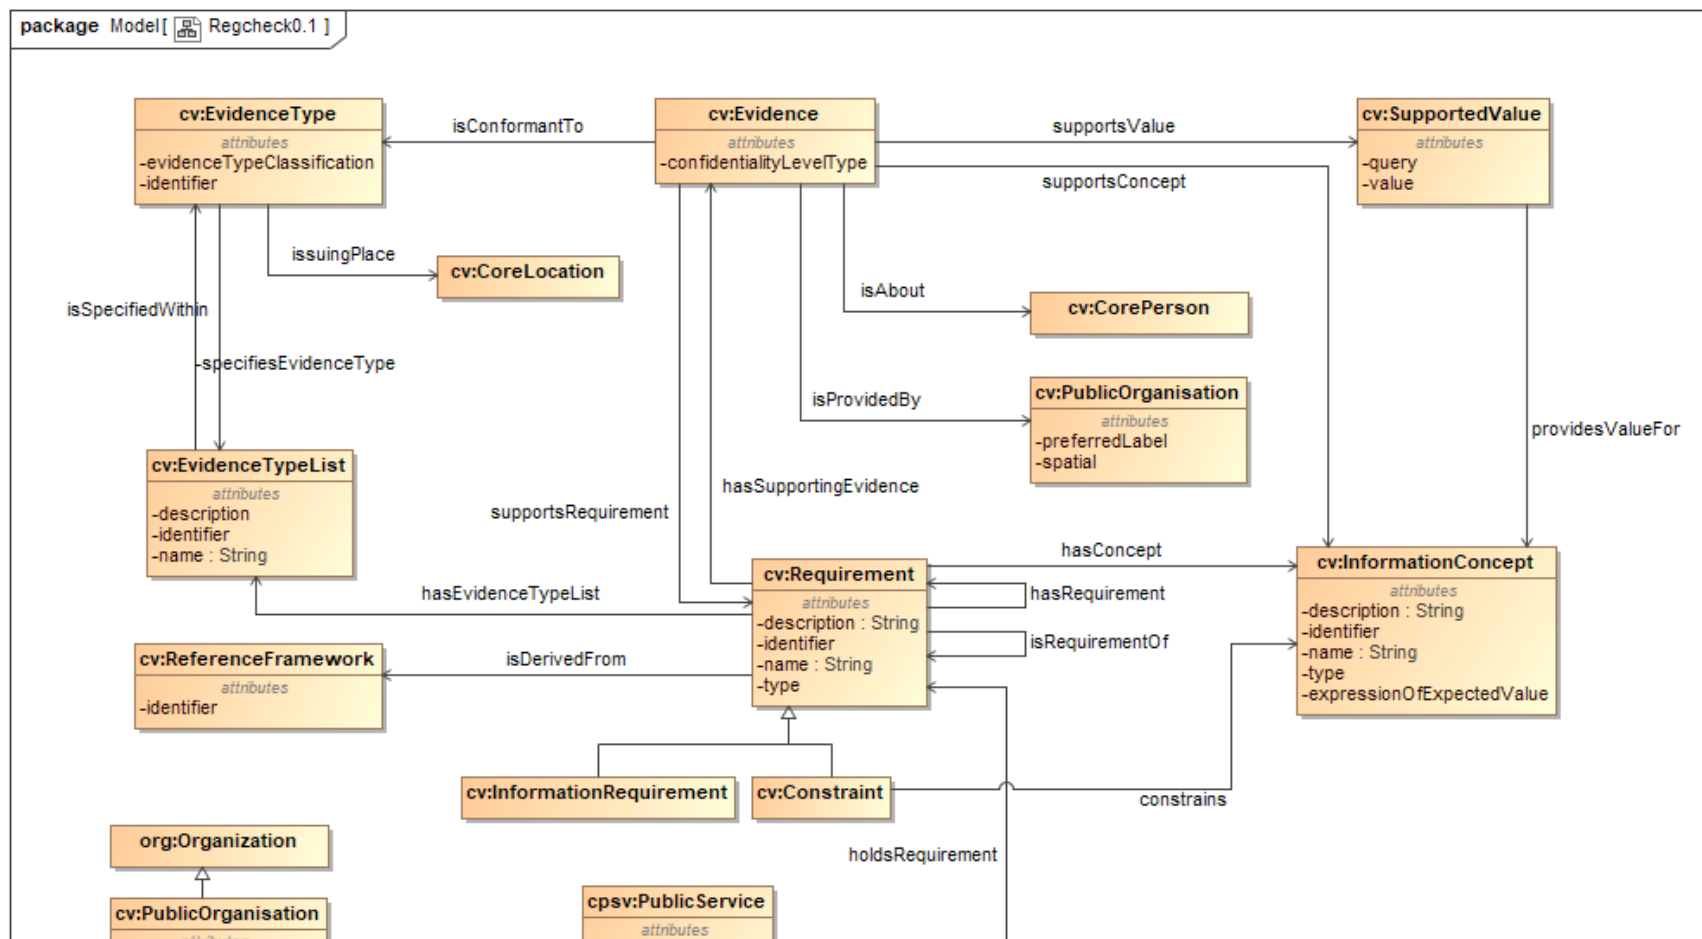 package Model[ Regcheck0.1 ]
cv:EvidenceType
attributes
-evidenceTypeClassification
-identifier
isConformantTo
cv:Evidence
attributes
-confidentialityLevelType
supportsValue
supportsConcept
cv:SupportedValue
attributes
-query
-value
issuingPlace
cv:CoreLocation
isSpecifiedWithin
-specifiesEvidenceType
isAbout
cv:CorePerson
isProvidedBy
cv:PublicOrganisation
attributes
-preferredLabel
-spatial
providesValueFor
cv:EvidenceTypeList
attributes
-description
-identifier
-name : String
supportsRequirement
hasSupportingEvidence
hasEvidenceTypeList
cv:Requirement
attributes
-description : String
-identifier
-name : String
-type
hasConcept
hasRequirement
isRequirementOf
cv:InformationConcept
attributes
-description : String
-identifier
-name : String
-type
-expressionOfExpectedValue
cv:ReferenceFramework
attributes
-identifier
isDerivedFrom
cv:InformationRequirement
cv:Constraint
constrains
org:Organization
holdsRequirement
cv:PublicOrganisation
attributes
cpsv:PublicService
attributes